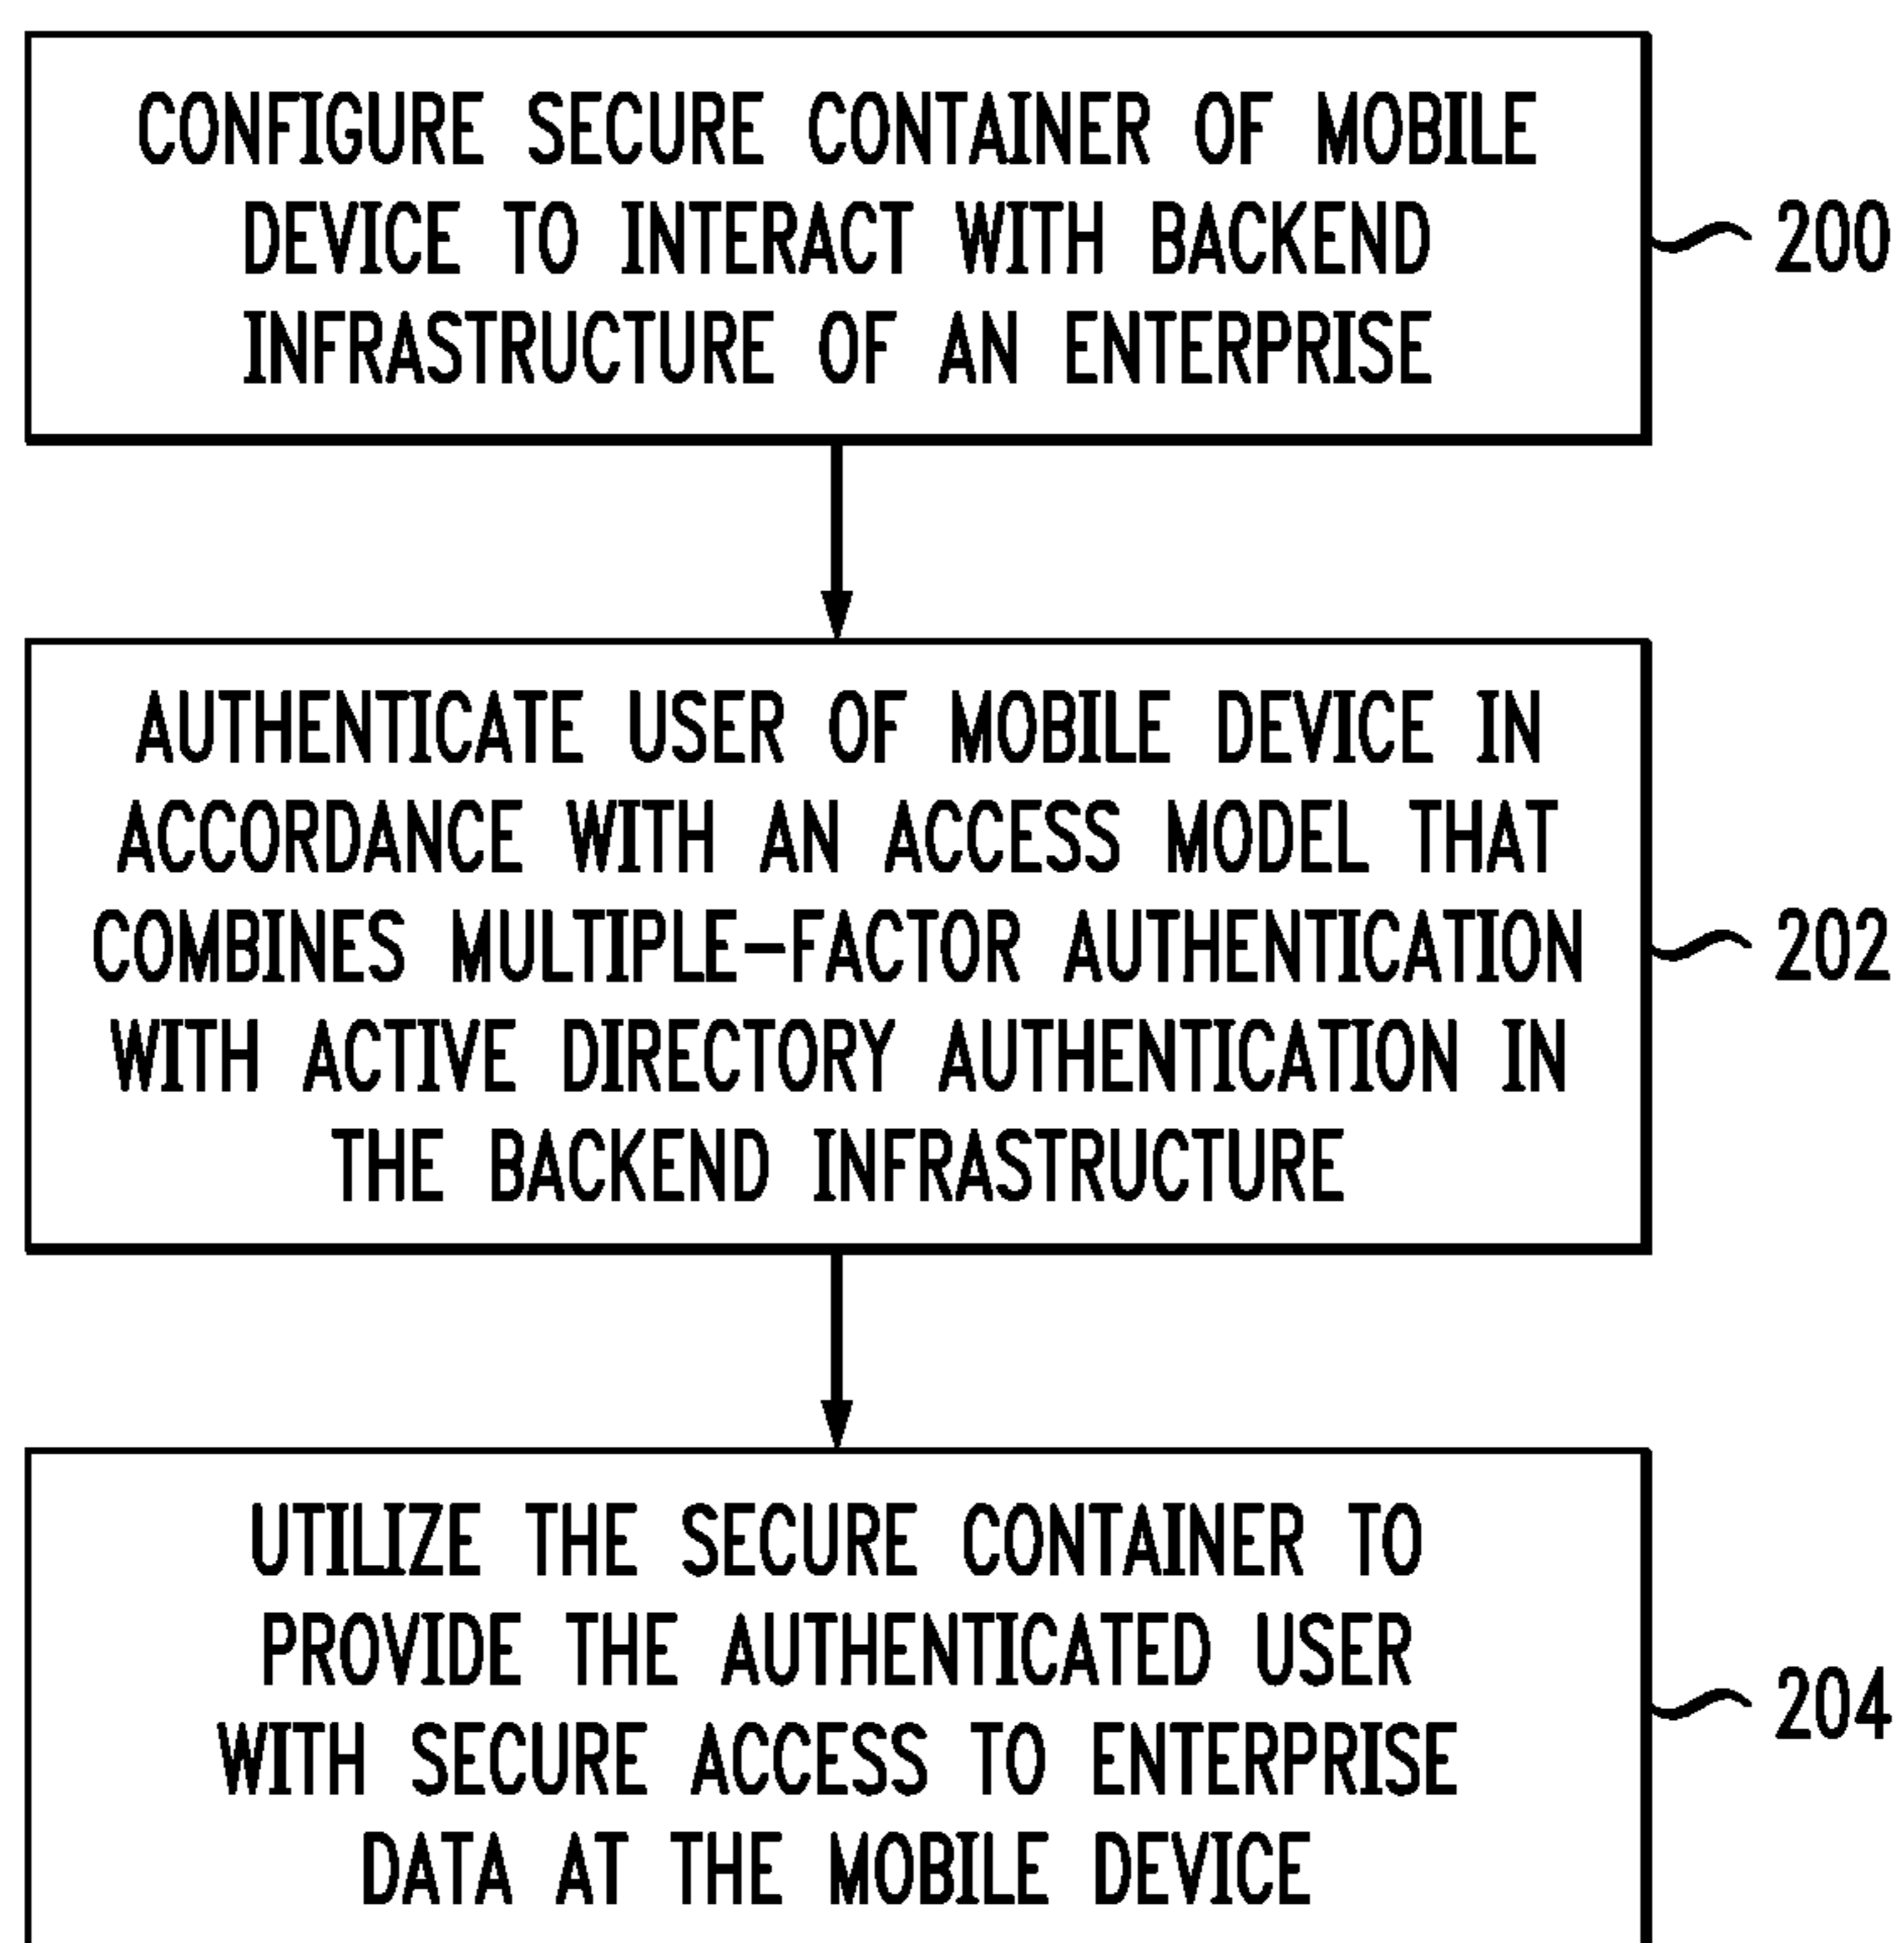 CONFIGURE SECURE CONTAINER OF MOBILE
DEVICE TO INTERACT WITH BACKEND
INFRASTRUCTURE OF AN ENTERPRISE
200
AUTHENTICATE USER OF MOBILE DEVICE IN
ACCORDANCE WITH AN ACCESS MODEL THAT
COMBINES MULTIPLE-FACTOR AUTHENTICATION
WITH ACTIVE DIRECTORY AUTHENTICATION IN
THE BACKEND INFRASTRUCTURE
202
UTILIZE THE SECURE CONTAINER TO
PROVIDE THE AUTHENTICATED USER
WITH SECURE ACCESS TO ENTERPRISE
DATA AT THE MOBILE DEVICE
204